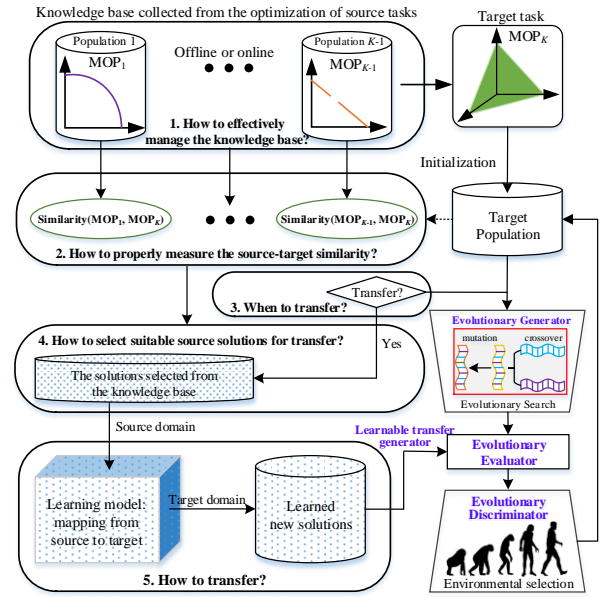 Knowledge base collected from the optimization of source tasks
Target task
Population 1
MOP1
Offline or online
Population K-1
MOPK-1
MOPK
1. How to effectively
manage the knowledge base?
Initialization
Similarity(MOP1, MOPK)
Similarity(MOPK-1, MOPK)
Target
Population
2. How to properly measure the source-target similarity?
Transfer?
3. When to transfer?
Evolutionary Generator
mutation
crossover
Evolutionary Search
4. How to select suitable source solutions for transfer?
Yes
The solutions selected from
the knowledge base
Source domain
Learnable transfer
generator
Evolutionary
Evaluator
Learning model:
mapping from
source to target
Target domain
Learned
new solutions
Evolutionary
Discriminator
Environmental selection
5. How to transfer?